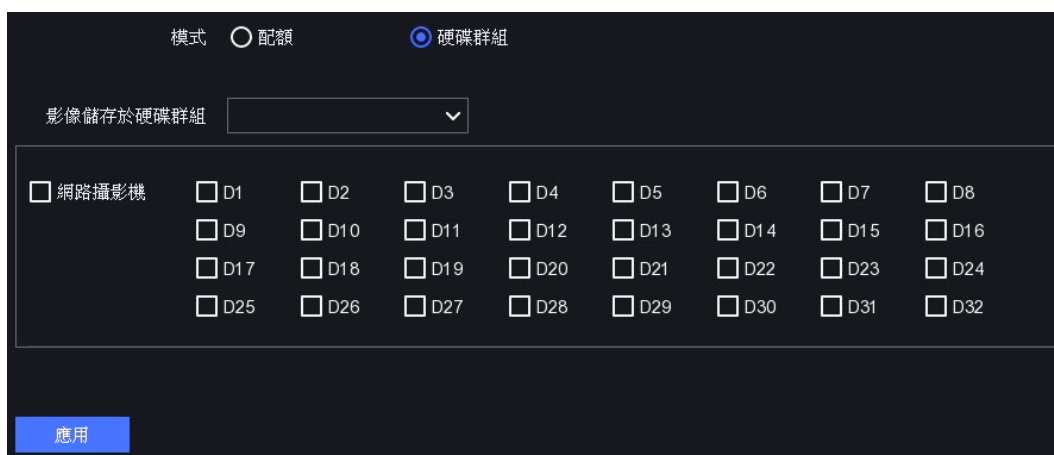 模式 配額 硬碟群組
影像儲存於硬碟群組
網路攝影機 D1 D2 D3 D4 D5 D6 D7 D8
D9 D10 D11 D12 D13 D14 D15 D16
D17 D18 D19 D20 D21 D22 D23 D24
D25 D26 D27 D28 D29 D30 D31 D32
應用